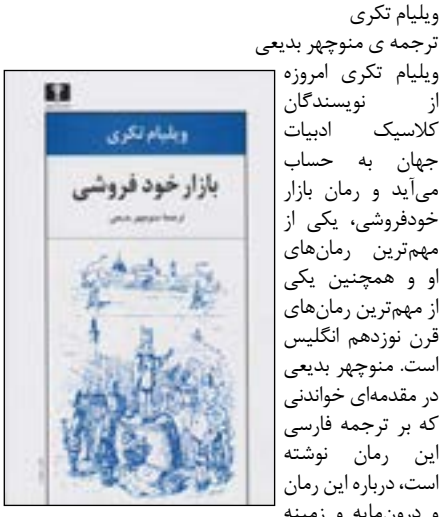 ویلیام تکری
ترجمه ی منوچهر بدیعی
ویلیام تکری امروزه
از نویسندگان
کلاسیک ادبیات
جهان به حساب
می‌آید و رمان بازار
خودفروشی، یکی از
مهم‌ترین رمان‌های
او و همچنین یکی
از مهم‌ترین رمان‌های
قرن نوزدهم انگلیس
است. منوچهر بدیعی
در مقدمه‌ای خواندنی
که بر ترجمه فارسی
این رمان نوشته
است، درباره این رمان
و درون‌مایه و زمینه
ویلیام تکری
بازار خود فروشی
ترجمهٔ منوچهر بدیعی